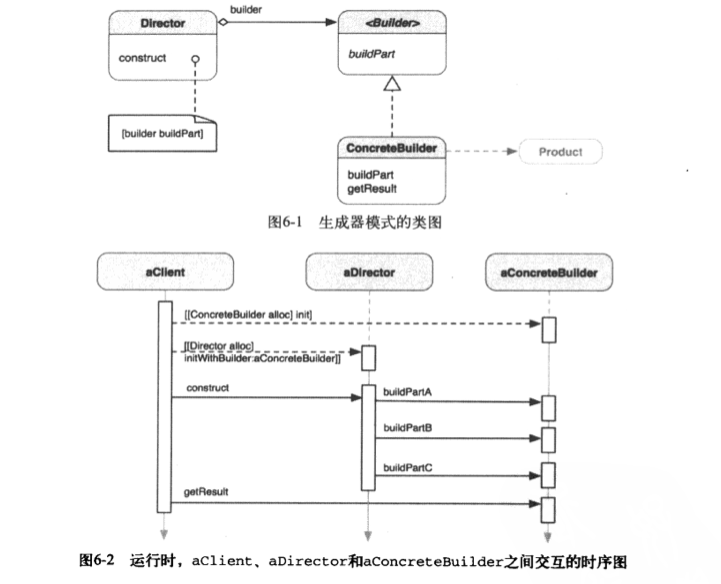 builder
Director
<Builder>
construct
buildPart
[builder buildPart]
ConcreteBuilder
Product
buildPart
getResult
图6-1 生成器模式的类图
aClient
aDirector
aConcreteBuilder
[[ConcreteBuilder alloc] init]
[[Director alloc]
initWithBuilder:aConcreteBuilder]]
construct
buildPartA
buildPartB
buildPartC
getResult
图6-2 运行时，aClient、aDirector和aConcreteBuilder之间交互的时序图